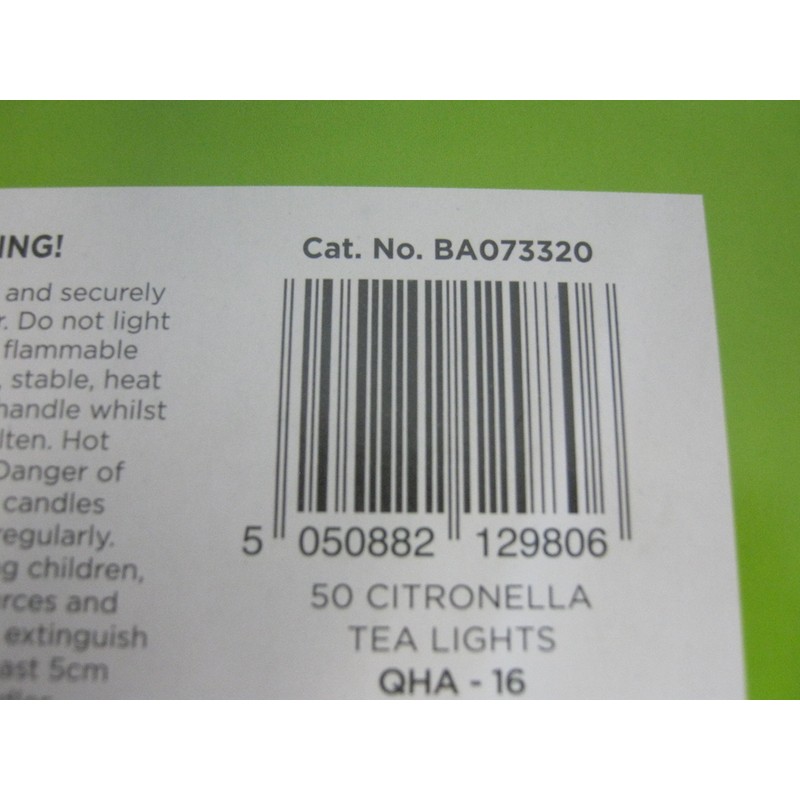 ING!
and securely
r. Do not light
flammable
, stable, heat
handle whilst
lten. Hot
Danger of
candles
regularly.
g children,
rces and
extinguish
ast 5cm
Cat. No. BA073320
5 050882 129806
50 CITRONELLA
TEA LIGHTS
QHA - 16